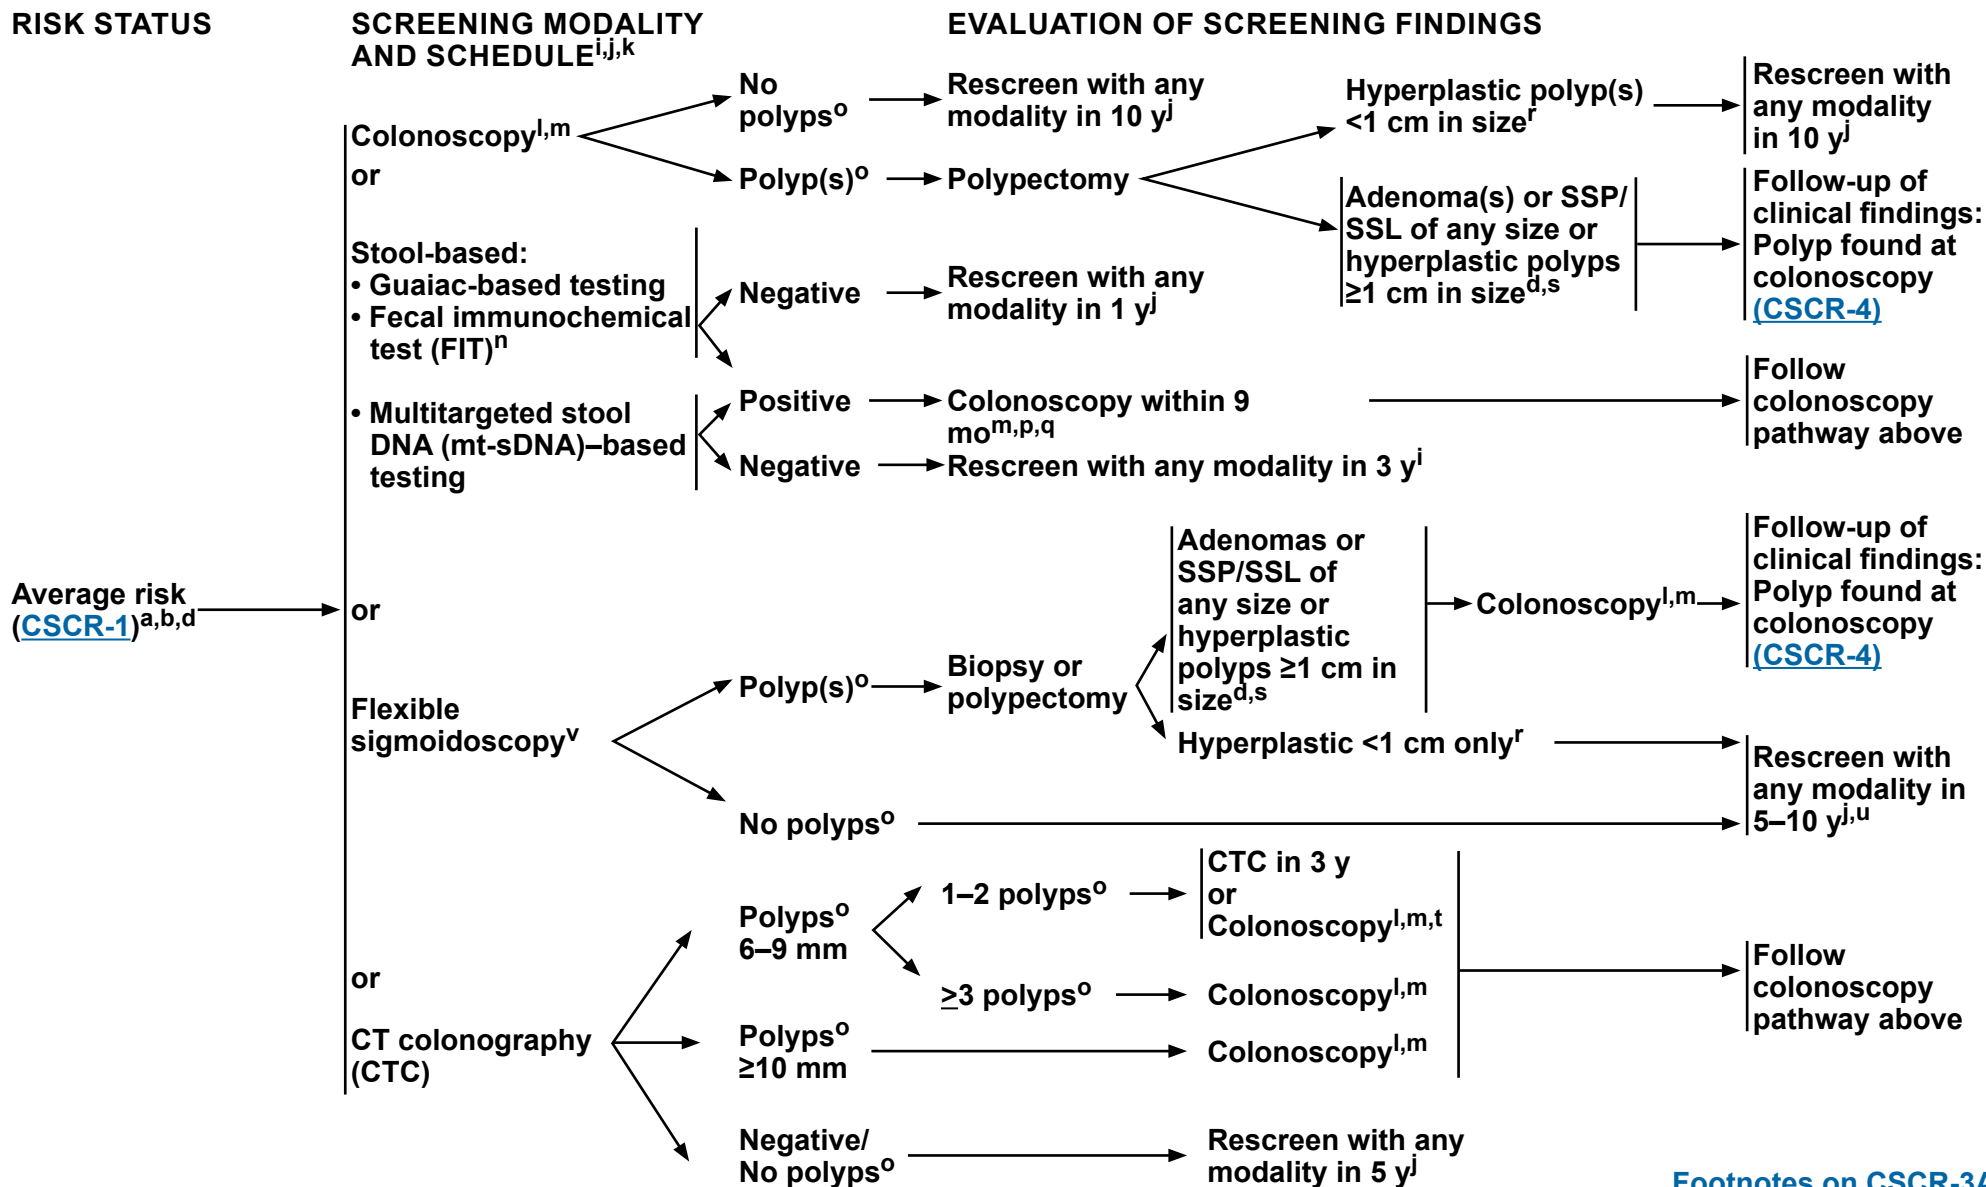 RISK STATUS
SCREENING MODALITY
AND SCHEDULEi,j,k
EVALUATION OF SCREENING FINDINGS
Average risk
(CSCR-1)a,b,d
Colonoscopyl,m
or
No
polypso
Rescreen with any
modality in 10 yj
Polyp(s)o
Polypectomy
Hyperplastic polyp(s)
<1 cm in sizer
Rescreen with
any modality
in 10 yj
Adenoma(s) or SSP/
SSL of any size or
hyperplastic polyps
≥1 cm in sized,s
Follow-up of
clinical findings:
Polyp found at
colonoscopy
(CSCR-4)
Stool-based:
• Guaiac-based testing
• Fecal immunochemical
test (FIT)n
Negative
Rescreen with any
modality in 1 yj
• Multitargeted stool
DNA (mt-sDNA)–based
testing
Positive
Colonoscopy within 9
mom,p,q
Follow
colonoscopy
pathway above
Negative
Rescreen with any modality in 3 yj
or
Flexible
sigmoidoscopyv
Polyp(s)o
Biopsy or
polypectomy
Adenomas or
SSP/SSL of
any size or
hyperplastic
polyps ≥1 cm in
sized,s
Colonoscopyl,m
Follow-up of
clinical findings:
Polyp found at
colonoscopy
(CSCR-4)
Hyperplastic <1 cm onlyr
No polypso
Rescreen with
any modality in
5–10 yj,u
or
CT colonography
(CTC)
Polypso
6–9 mm
1–2 polypso
CTC in 3 y
or
Colonoscopyl,m,t
≥3 polypso
Colonoscopyl,m
Polypso
≥10 mm
Colonoscopyl,m
Follow
colonoscopy
pathway above
Negative/
No polypso
Rescreen with any
modality in 5 yj
Footnotes on CSCR-3A